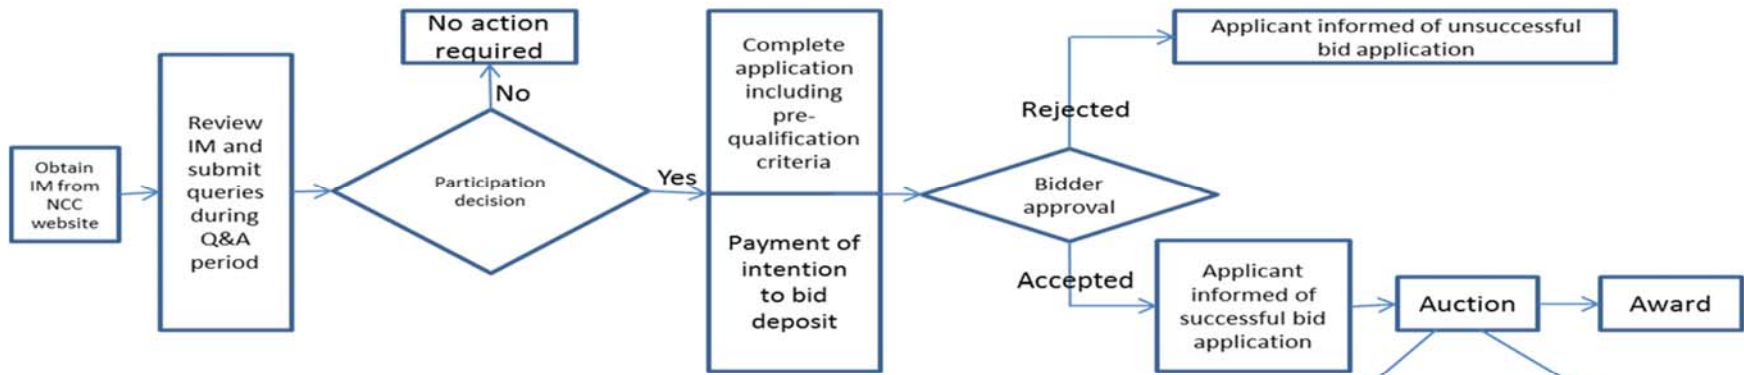 Obtain
IM from
NCC
website
Review
IM and
submit
queries
during
Q&A
period
No action
required
No
Participation
decision
Yes
Complete
application
including
pre-
qualification
criteria
Payment of
intention
to bid
deposit
Rejected
Bidder
approval
Accepted
Applicant informed of unsuccessful
bid application
Applicant
informed of
successful bid
application
Auction
Award